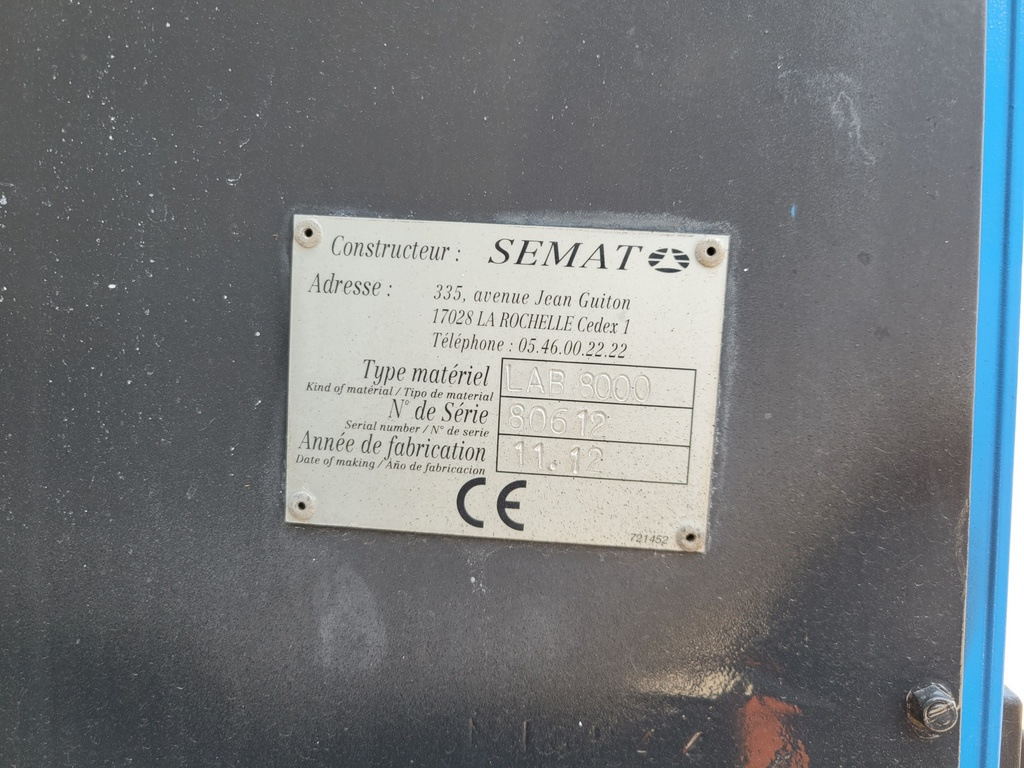 Constructeur : SEMAT
Adresse : 335, avenue Jean Guiton
17028 LA ROCHELLE Cedex 1
Téléphone : 05.46.00.22.22
Type matériel LAB 8000
Kind of material / Tipo de material
N° de Série 80612
Serial number / N° de serie
Année de fabrication 11.12
Date of making / Año de fabricacion
CE
721452